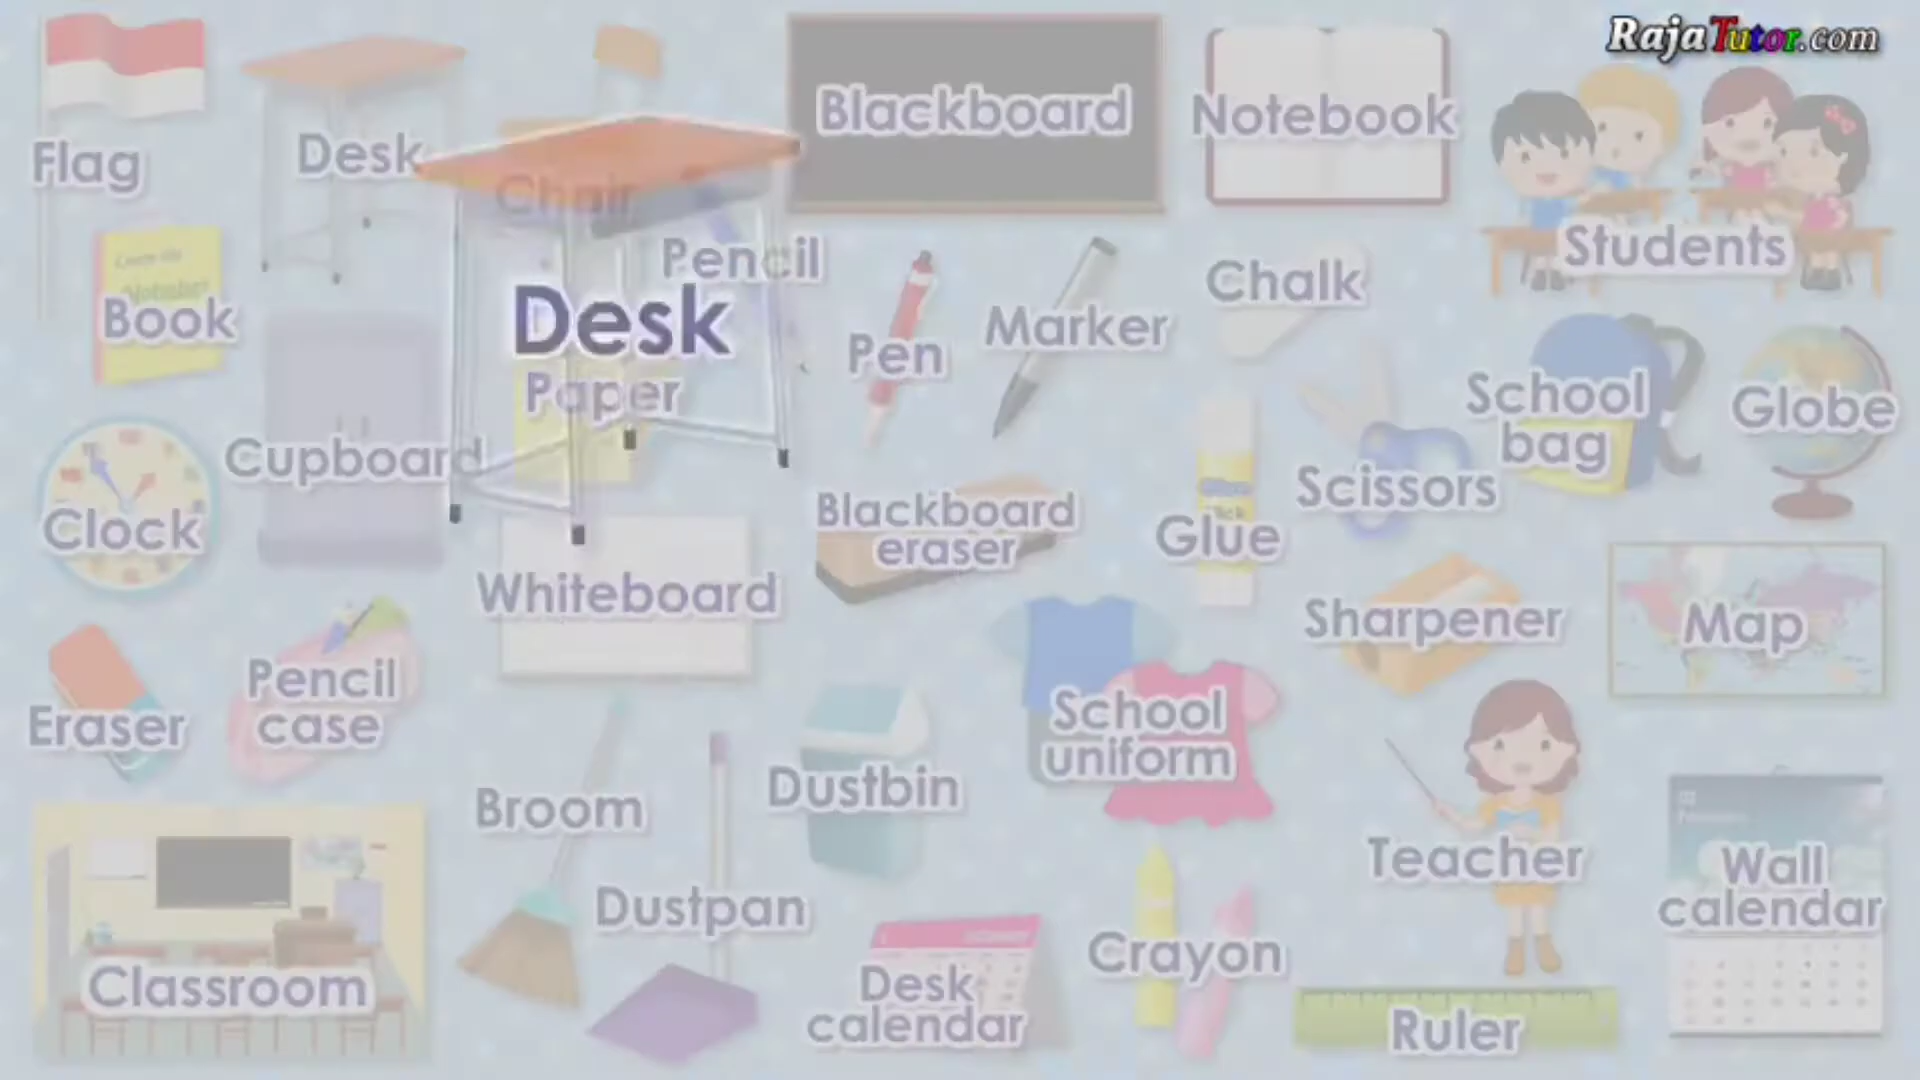 RajaTutor.com
Flag
Desk
Chair
Blackboard
Notebook
Students
Book
Pencil
Desk
Paper
Pen
Marker
Chalk
School
bag
Globe
Clock
Cupboard
Whiteboard
Blackboard
eraser
Glue
Scissors
Sharpener
Map
Eraser
Pencil
case
Broom
Dustpan
Dustbin
School
uniform
Teacher
Wall
calendar
Classroom
Desk
calendar
Crayon
Ruler